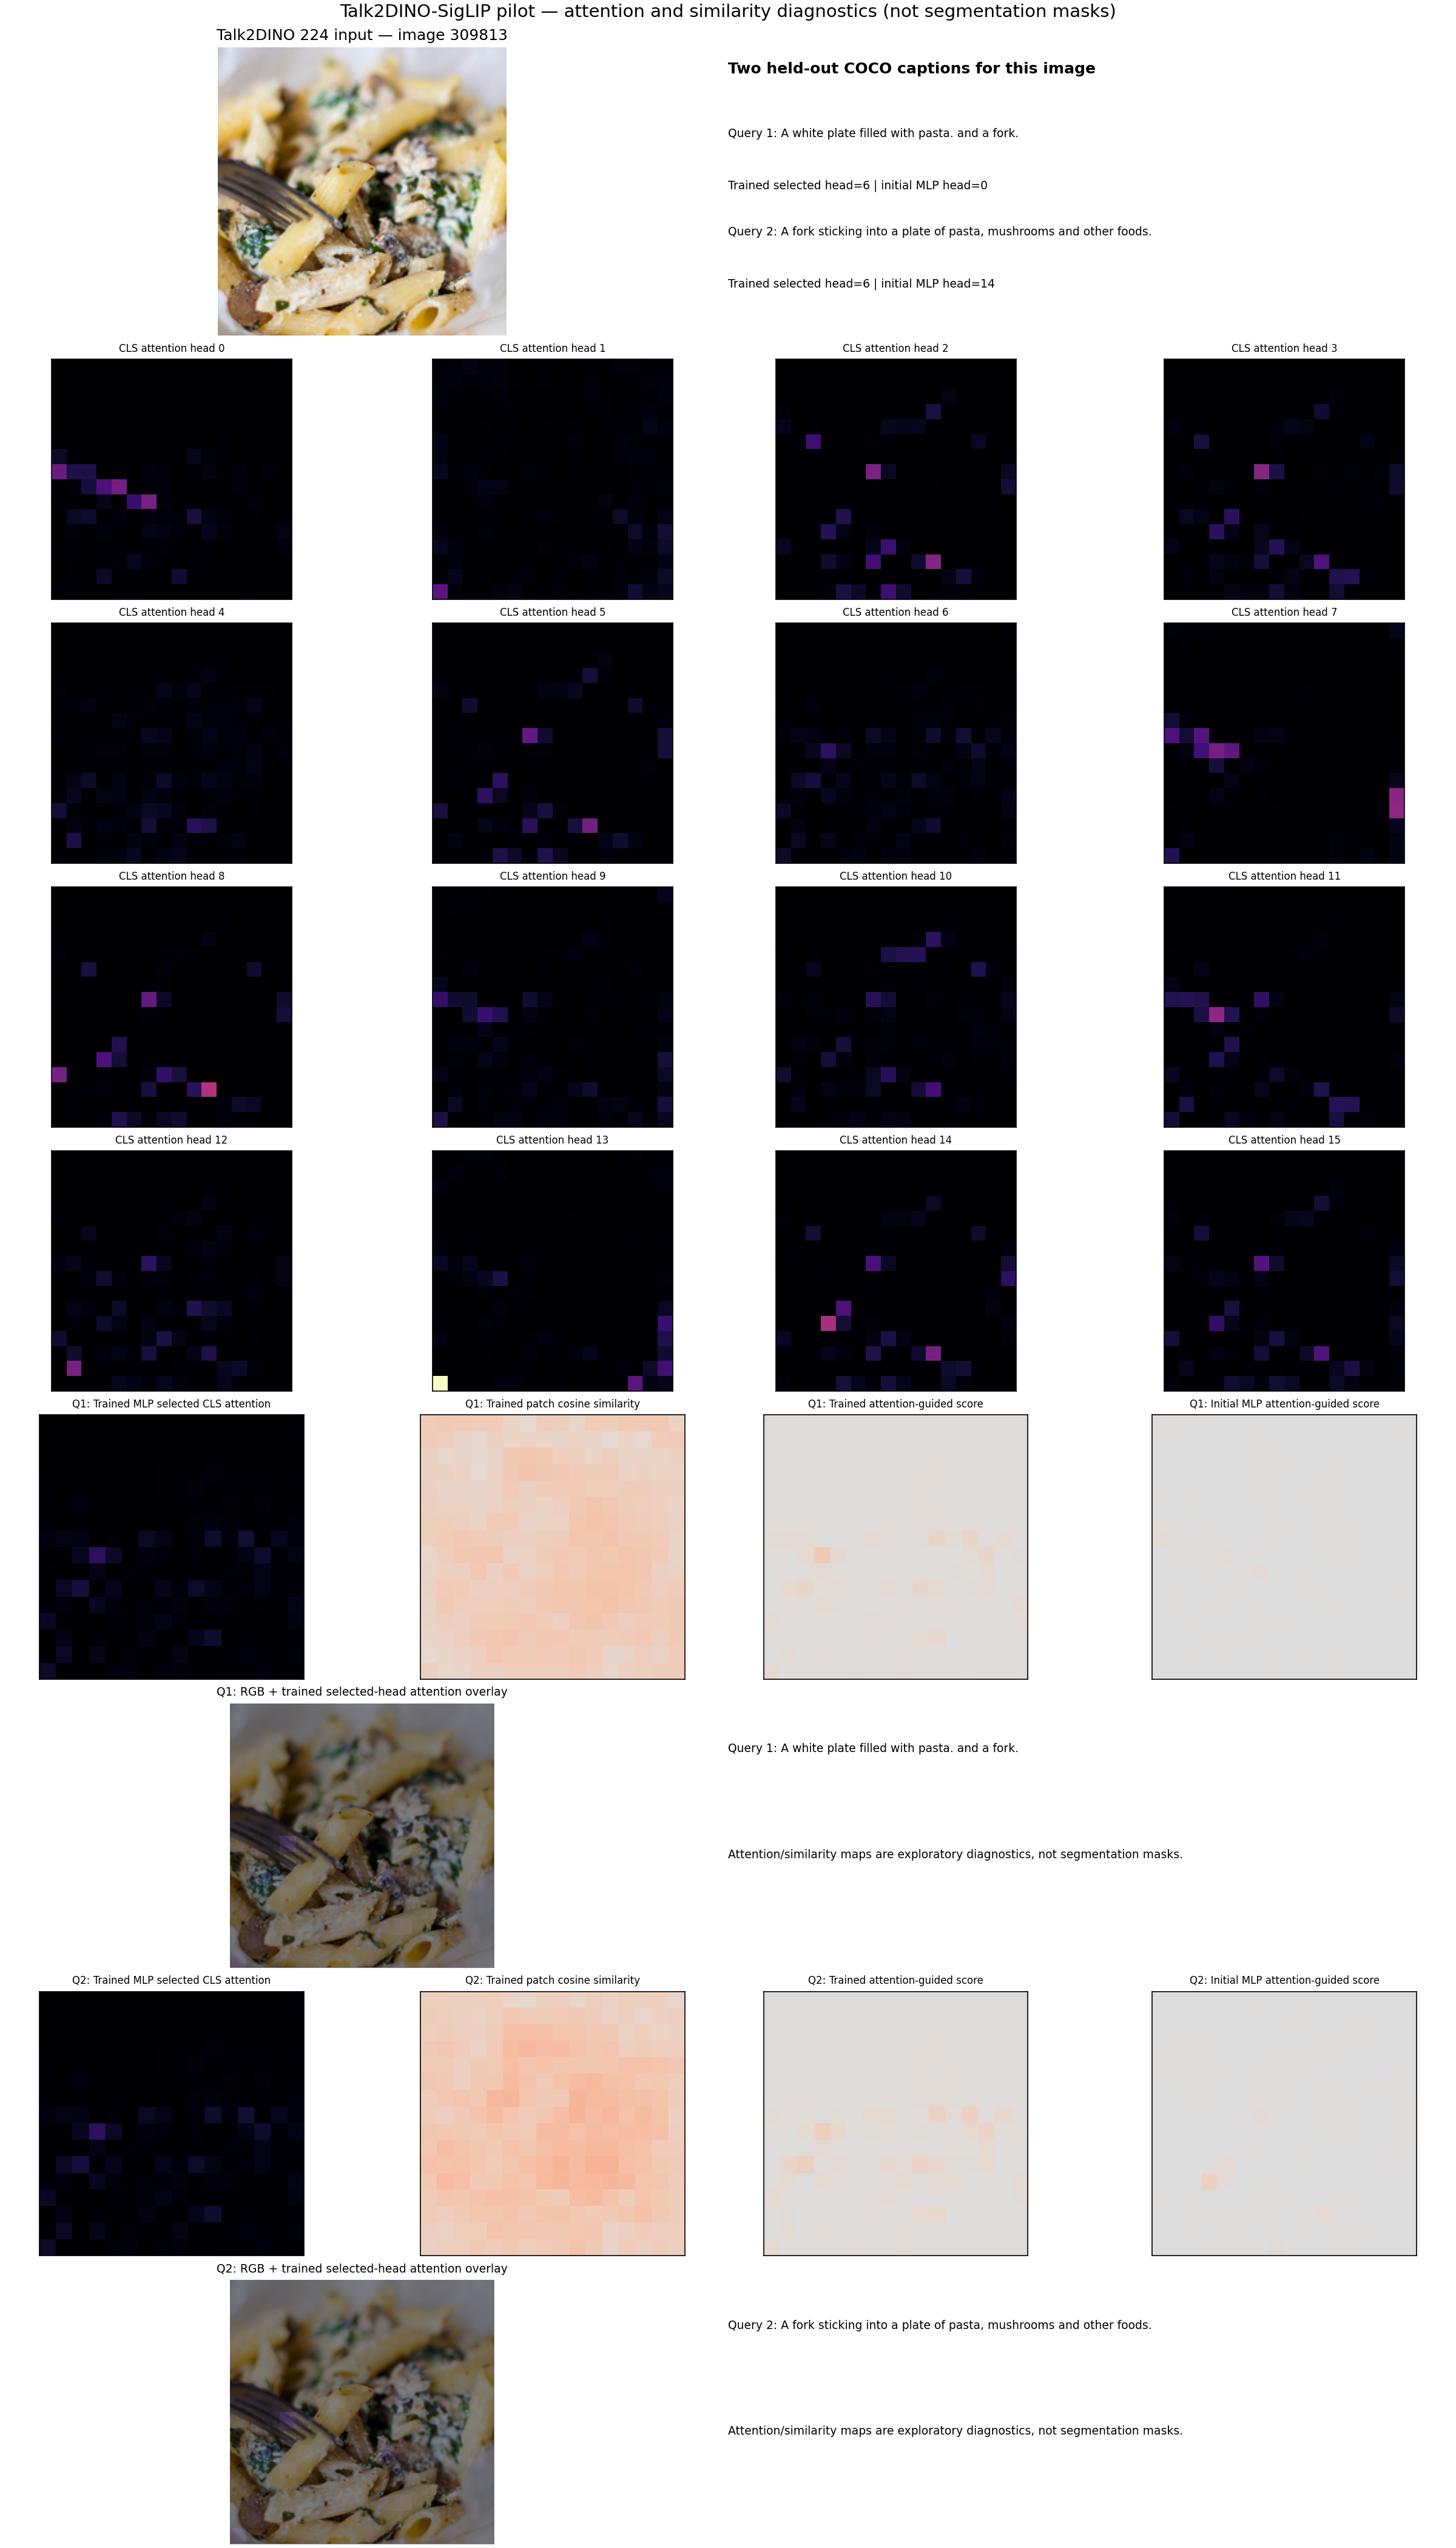 Talk2DINO-SigLIP pilot — attention and similarity diagnostics (not segmentation masks)
Talk2DINO 224 input — image 309813
Two held-out COCO captions for this image
Query 1: A white plate filled with pasta. and a fork.
Trained selected head=6 | initial MLP head=0
Query 2: A fork sticking into a plate of pasta, mushrooms and other foods.
Trained selected head=6 | initial MLP head=14
CLS attention head 0
CLS attention head 1
CLS attention head 2
CLS attention head 3
CLS attention head 4
CLS attention head 5
CLS attention head 6
CLS attention head 7
CLS attention head 8
CLS attention head 9
CLS attention head 10
CLS attention head 11
CLS attention head 12
CLS attention head 13
CLS attention head 14
CLS attention head 15
Q1: Trained MLP selected CLS attention
Q1: Trained patch cosine similarity
Q1: Trained attention-guided score
Q1: Initial MLP attention-guided score
Q1: RGB + trained selected-head attention overlay
Query 1: A white plate filled with pasta. and a fork.
Attention/similarity maps are exploratory diagnostics, not segmentation masks.
Q2: Trained MLP selected CLS attention
Q2: Trained patch cosine similarity
Q2: Trained attention-guided score
Q2: Initial MLP attention-guided score
Q2: RGB + trained selected-head attention overlay
Query 2: A fork sticking into a plate of pasta, mushrooms and other foods.
Attention/similarity maps are exploratory diagnostics, not segmentation masks.